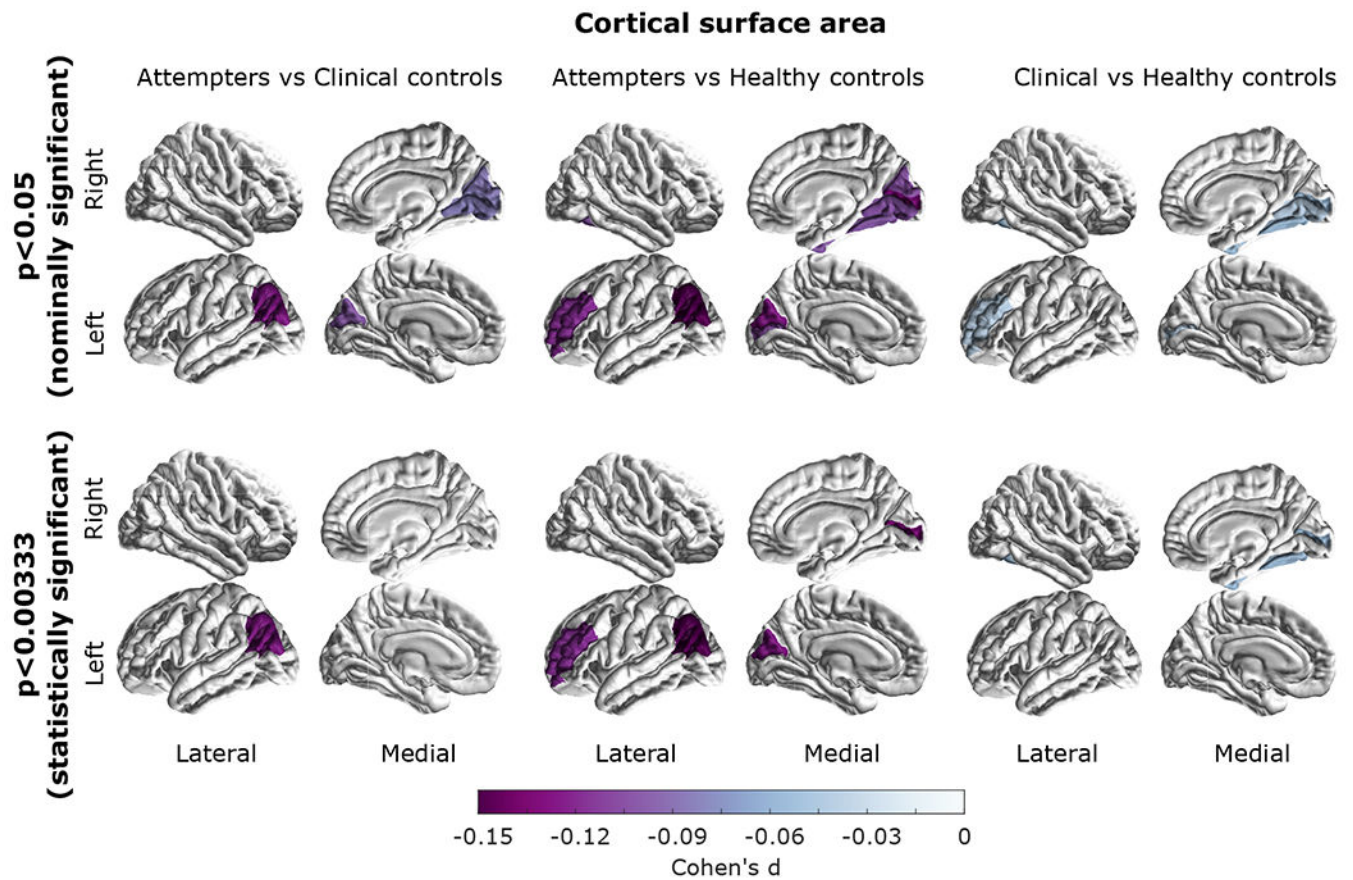 Cortical surface area
Attempters vs Clinical controls
Attempters vs Healthy controls
Clinical vs Healthy controls
p<0.05
(nominally significant)
Right
Left
p<0.00333
(statistically significant)
Right
Left
Lateral
Medial
Lateral
Medial
Lateral
Medial
-0.15
-0.12
-0.09
-0.06
-0.03
0
Cohen's d